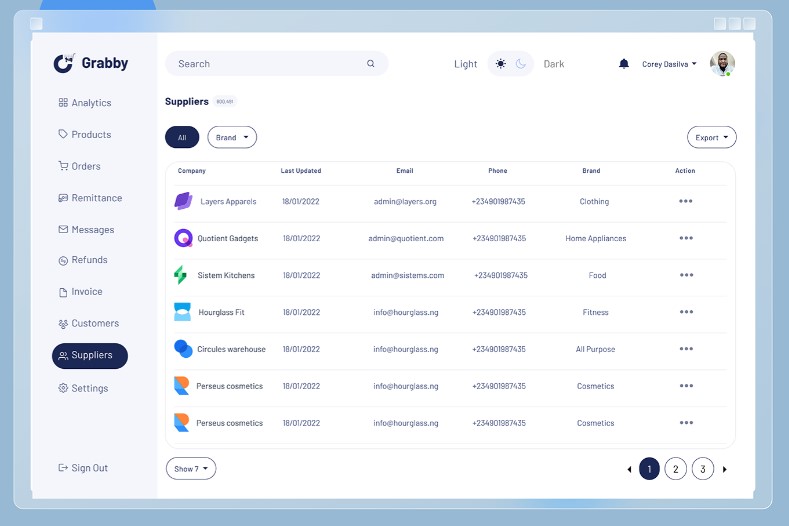 Grabby
Search
Light
Dark
Corey Dasilva
Analytics
Products
Orders
Remittance
Messages
Refunds
Invoice
Customers
Suppliers
Settings
Sign Out
Suppliers
All
Brand
Export
Company Last Updated Email Phone Brand Action
Layers Apparels 18/01/2022 admin@layers.org +234901987435 Clothing
Quotient Gadgets 18/01/2022 admin@quotient.com +234901987435 Home Appliances
Sistem Kitchens 18/01/2022 admin@sistems.com +234901987435 Food
Hourglass Fit 18/01/2022 info@hourglass.ng +234901987435 Fitness
Circules warehouse 18/01/2022 info@hourglass.ng +234901987435 All Purpose
Perseus cosmetics 18/01/2022 info@hourglass.ng +234901987435 Cosmetics
Perseus cosmetics 18/01/2022 info@hourglass.ng +234901987435 Cosmetics
Show 7
1 2 3